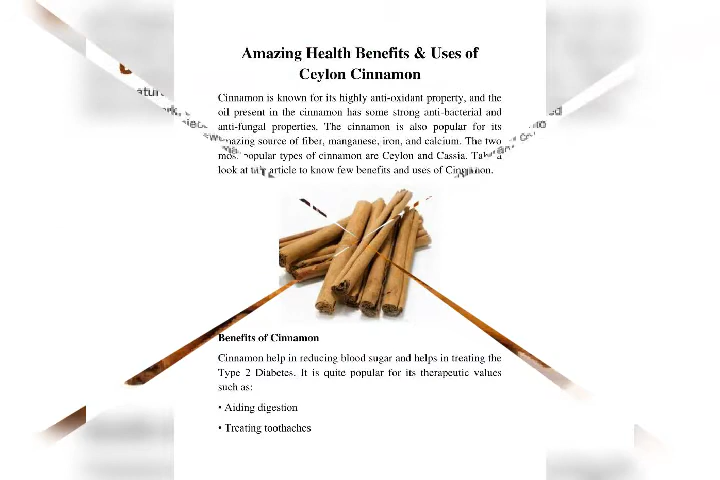 Amazing Health Benefits & Uses of
Ceylon Cinnamon
Cinnamon is known for its highly anti-oxidant property, and the
oil present in the cinnamon has some strong anti-bacterial and
anti-fungal properties. The cinnamon is also popular for its
amazing source of fiber, manganese, iron, and calcium. The two
most popular types of cinnamon are Ceylon and Cassia. Take a
look at this article to know few benefits and uses of Cinnamon.
Benefits of Cinnamon
Cinnamon help in reducing blood sugar and helps in treating the
Type 2 Diabetes. It is quite popular for its therapeutic values
such as:
• Aiding digestion
• Treating toothaches